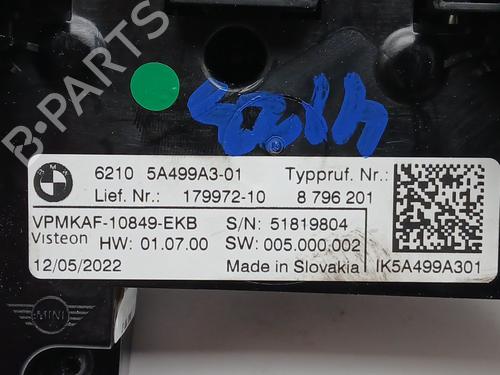 B-PARTS
BMW
6210 5A499A3-01 Typpruf. Nr.:
Lief. Nr.: 179972-10 8 796 201
VPMKAF-10849-EKB S/N: 51819804
Visteon HW: 01.07.00 SW: 005.000.002
12/05/2022 Made in Slovakia IK5A499A301
MINI